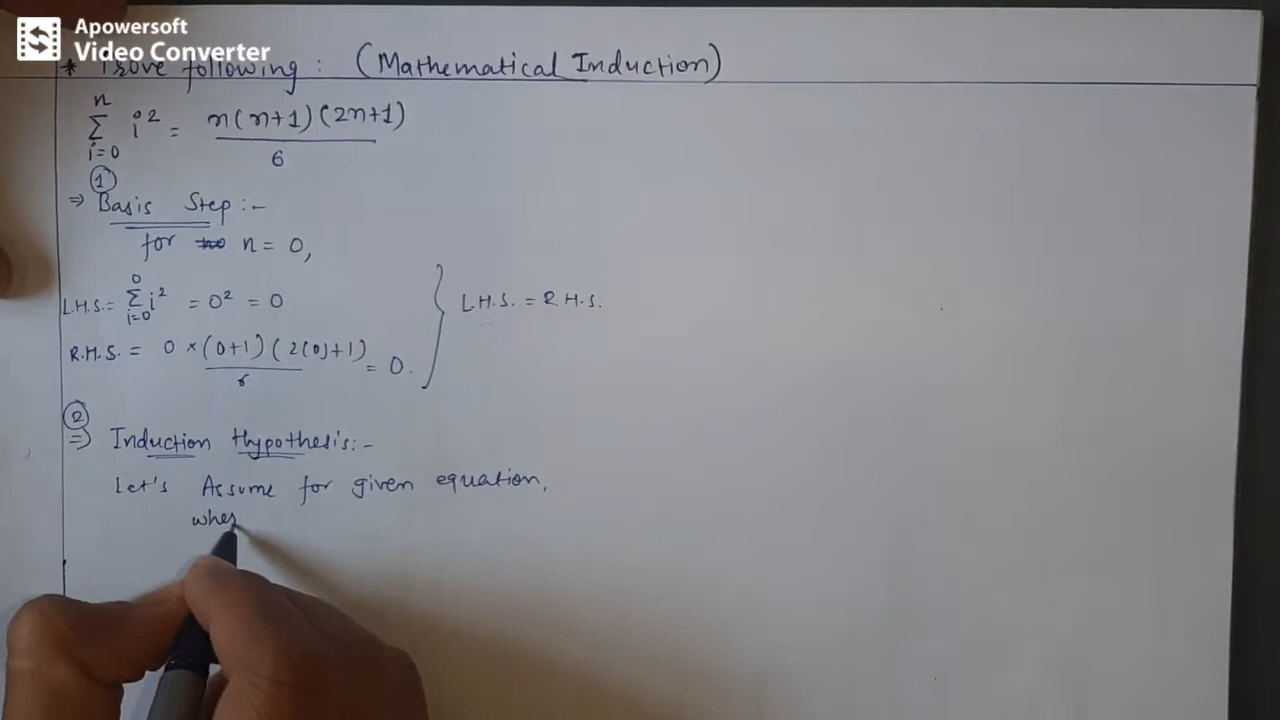 Apowersoft
Video Converter
* Prove following : (Mathematical Induction)
n
Σ i² = n(n+1)(2n+1)
i=0 6
①
⇒ Basis Step :-
for n = 0,
0
L.H.S. = Σ i² = 0² = 0
i=0
L.H.S. = R.H.S.
R.H.S. = 0 × (0+1) (2(0)+1) = 0.
6
②
⇒ Induction Hypothesis :-
Let's Assume for given equation,